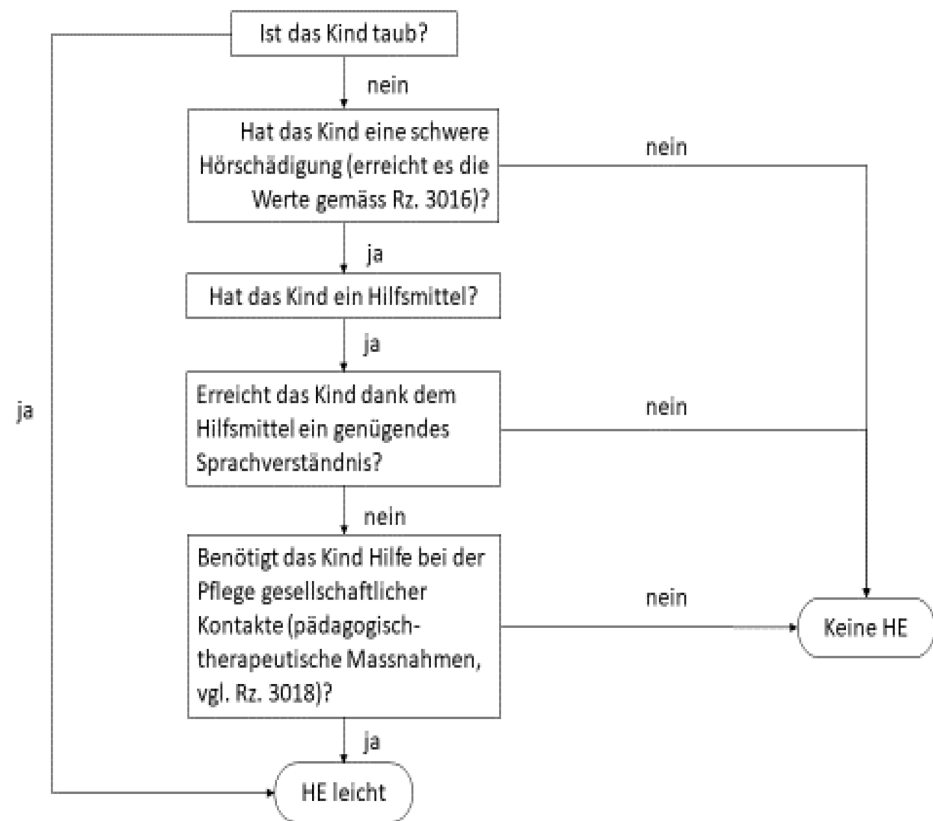 Ist das Kind taub?
nein
Hat das Kind eine schwere
Hörschädigung (erreicht es die
Werte gemäss Rz. 3016)?
nein
ja
Hat das Kind ein Hilfsmittel?
ja
ja
Erreicht das Kind dank dem
Hilfsmittel ein genügendes
Sprachverständnis?
nein
nein
Benötigt das Kind Hilfe bei der
Pflege gesellschaftlicher
Kontakte (pädagogisch-
therapeutische Massnahmen,
vgl. Rz. 3018)?
nein
Keine HE
ja
HE leicht